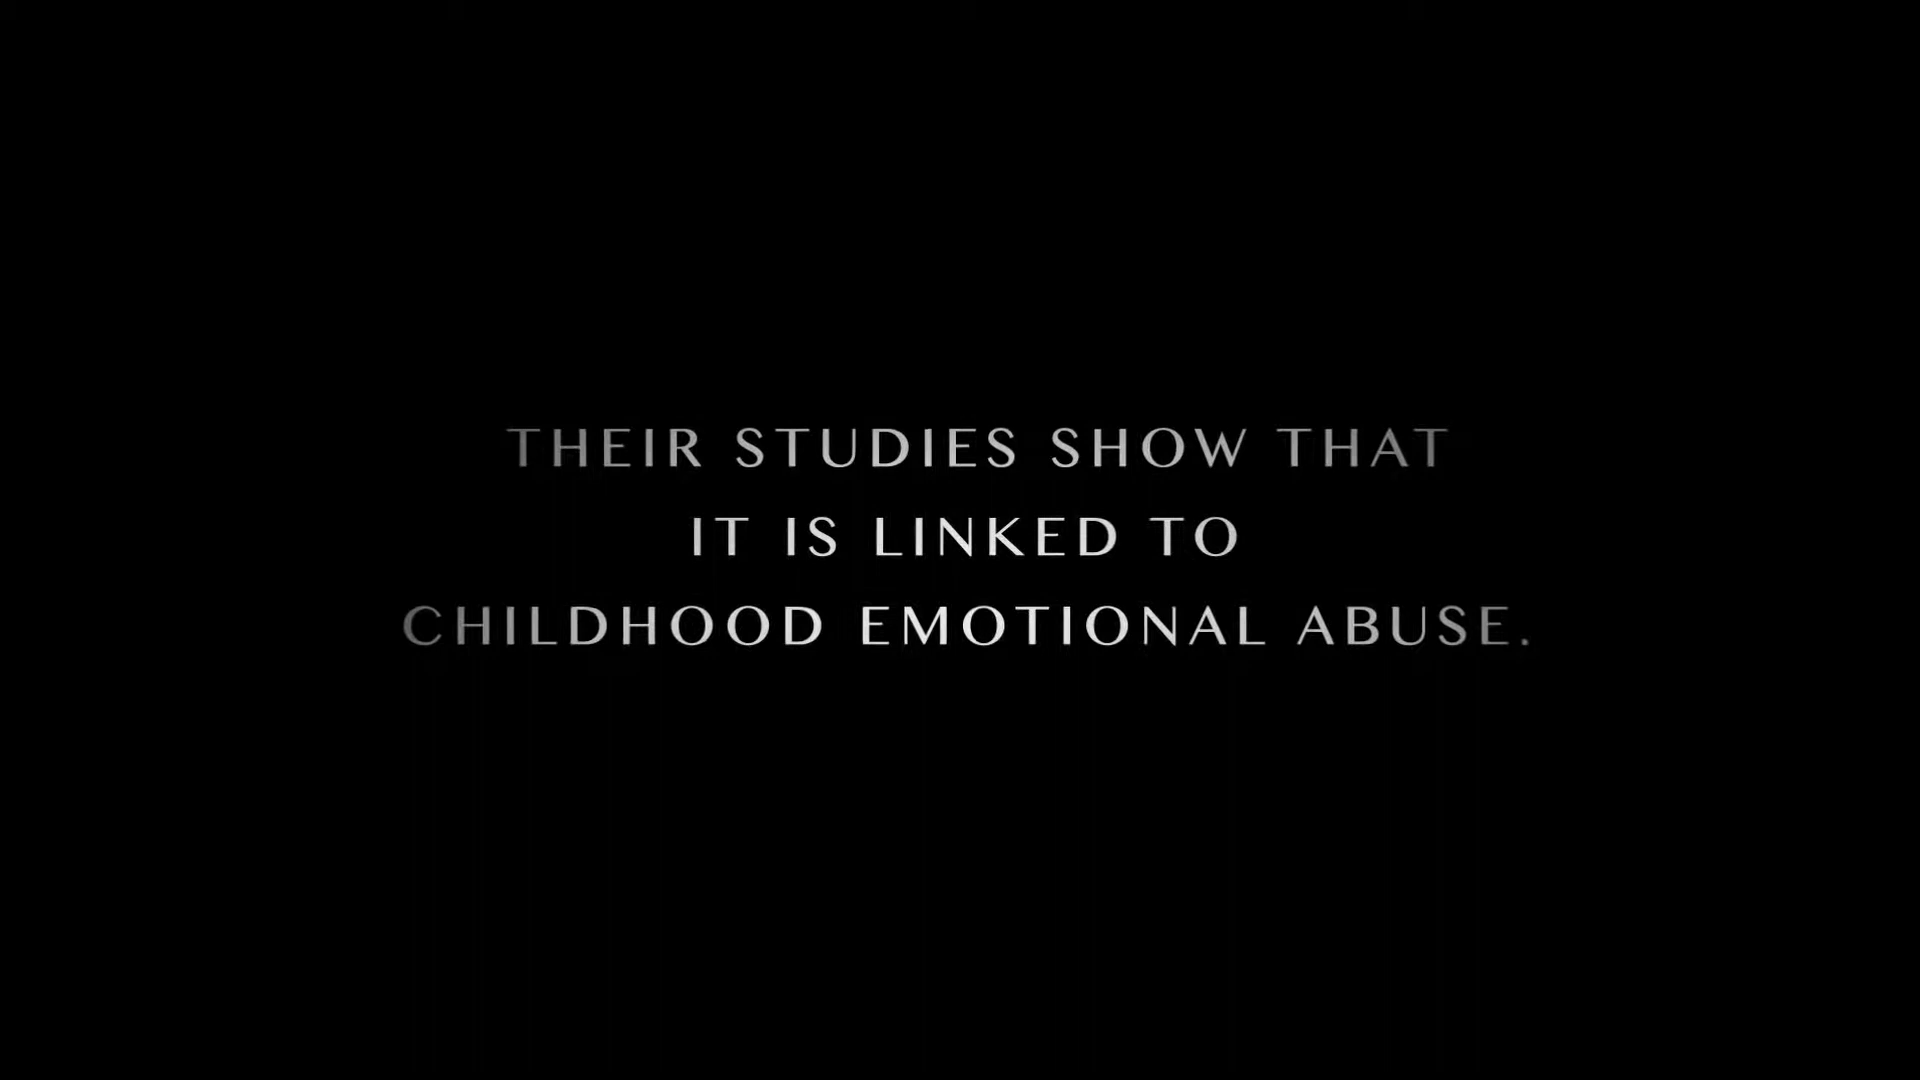 THEIR STUDIES SHOW THAT
IT IS LINKED TO
CHILDHOOD EMOTIONAL ABUSE.